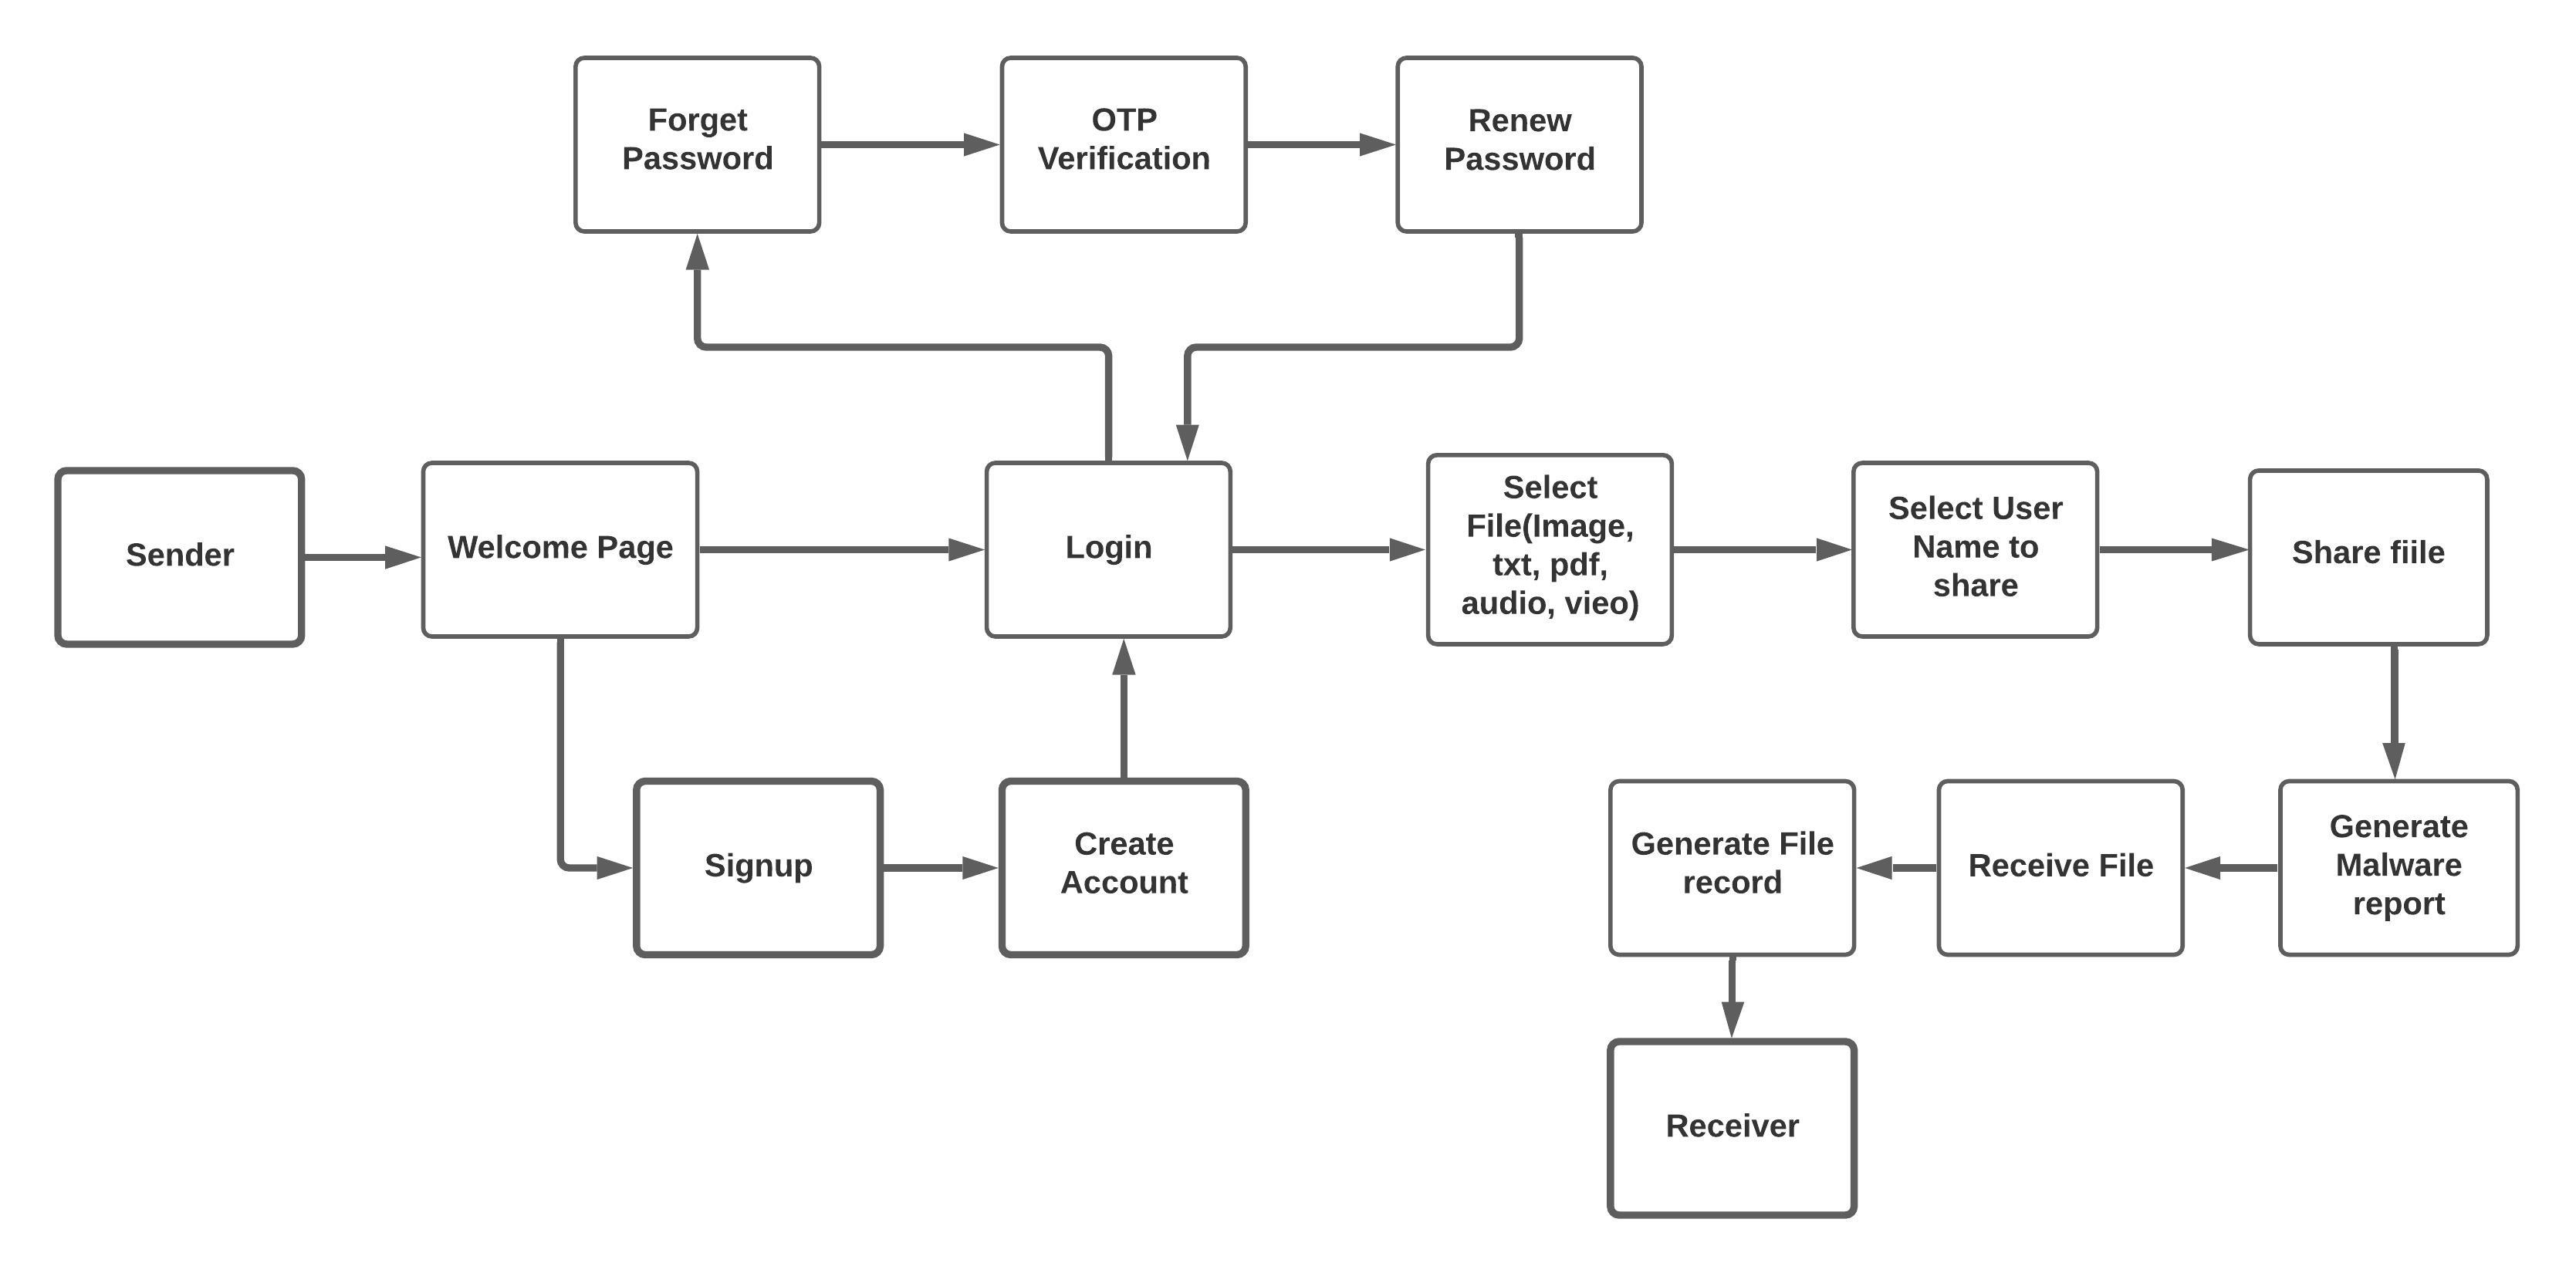 Forget
Password
OTP
Verification
Renew
Password
Sender
Welcome Page
Login
Select
File(Image,
txt, pdf,
audio, vieo)
Select User
Name to
share
Share fiile
Signup
Create
Account
Generate File
record
Receive File
Generate
Malware
report
Receiver